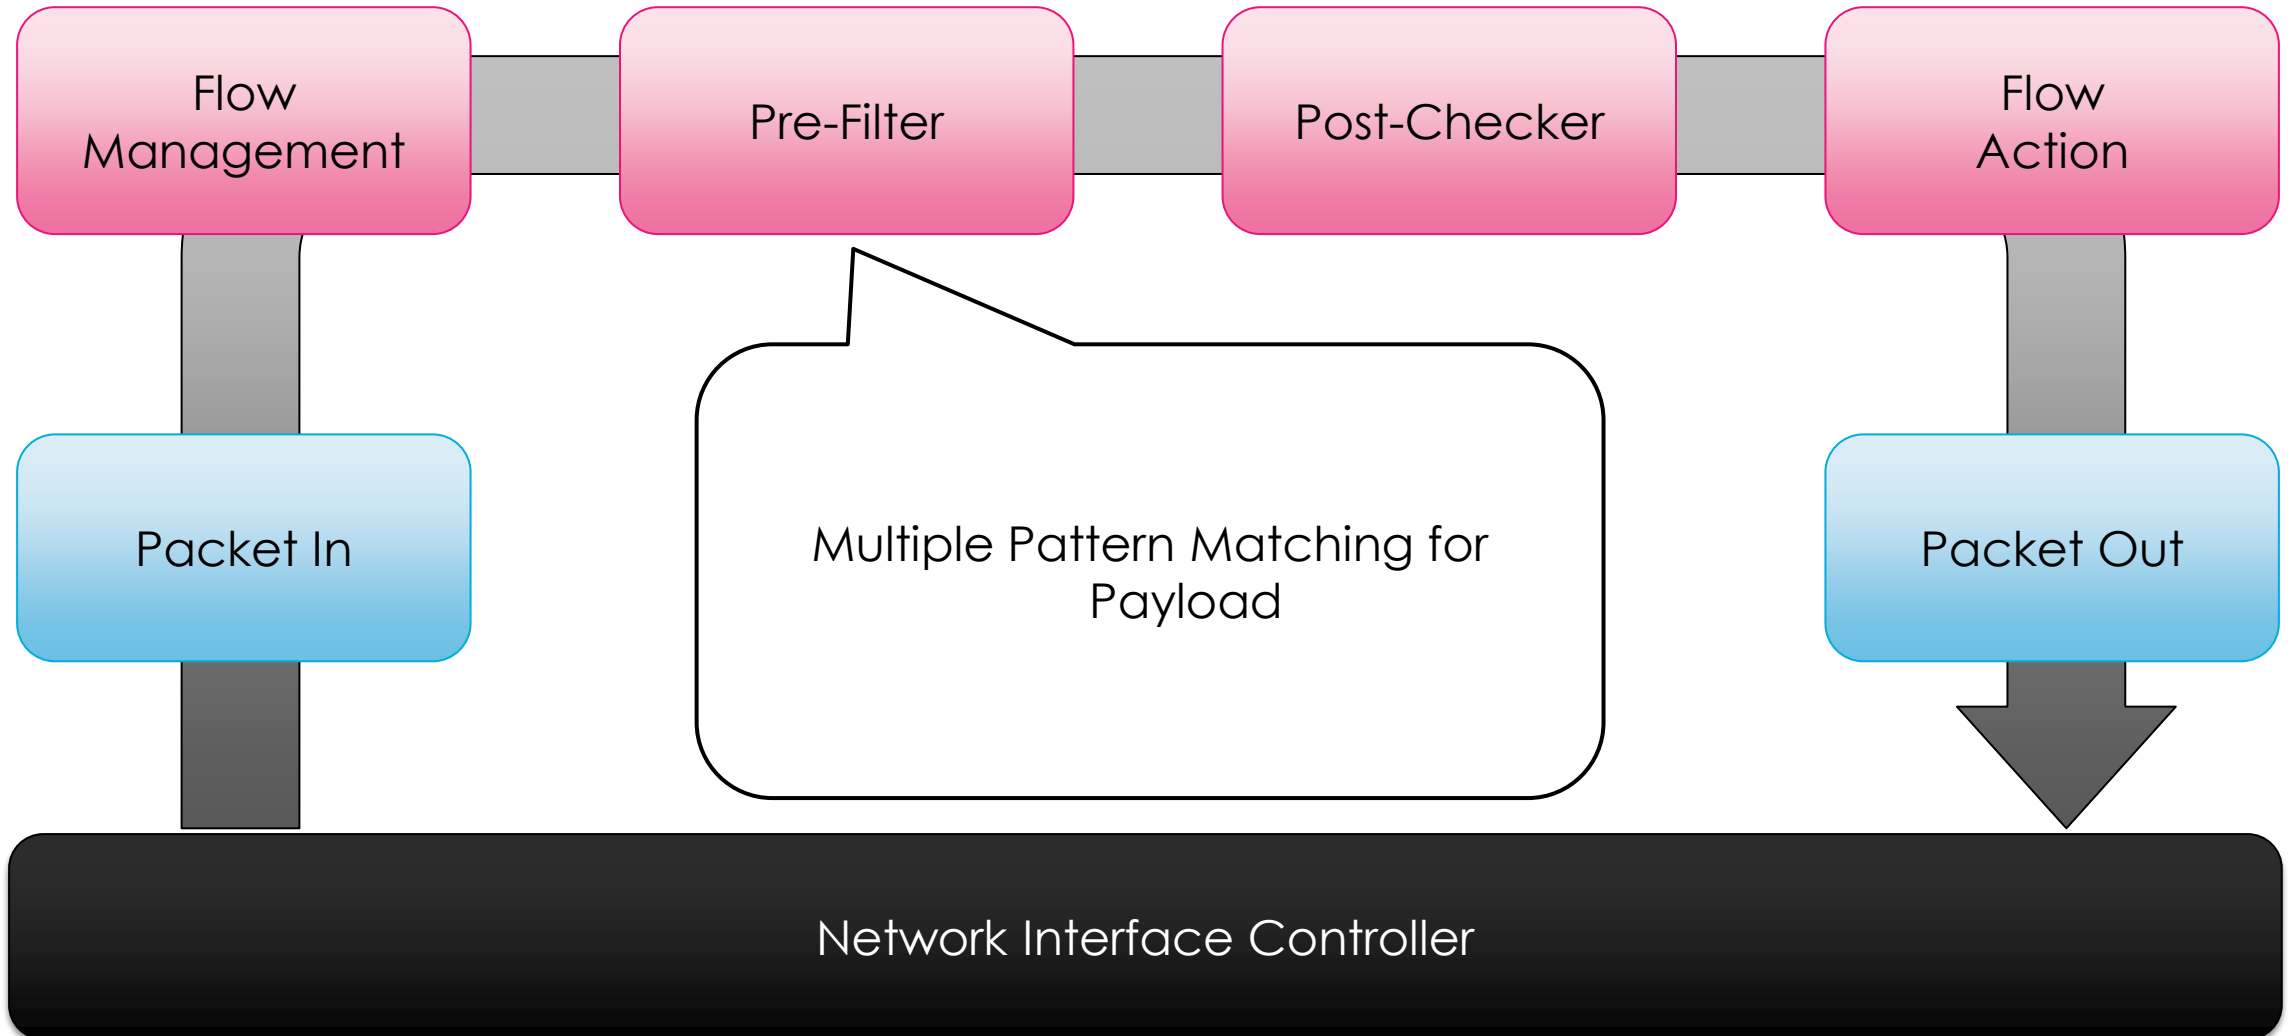 Flow
Management
Pre-Filter
Post-Checker
Flow
Action
Packet In
Multiple Pattern Matching for
Payload
Packet Out
Network Interface Controller